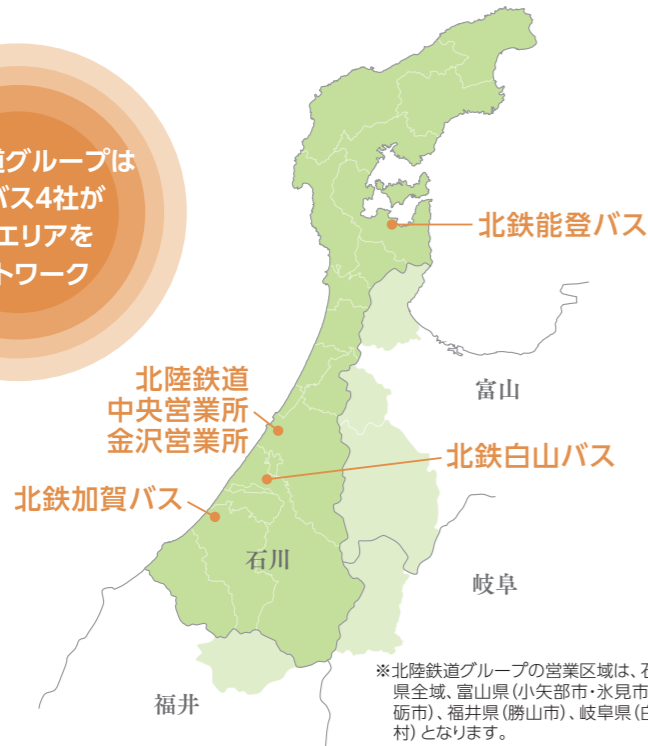 道グループは
バス4社が
エリアを
トワーク
北鉄能登バス
富山
北陸鉄道
中央営業所
金沢営業所
北鉄白山バス
北鉄加賀バス
石川
岐阜
福井
※北陸鉄道グループの営業区域は、石
県全域、富山県(小矢部市・氷見市
砺市)、福井県(勝山市)、岐阜県(白
村)となります。